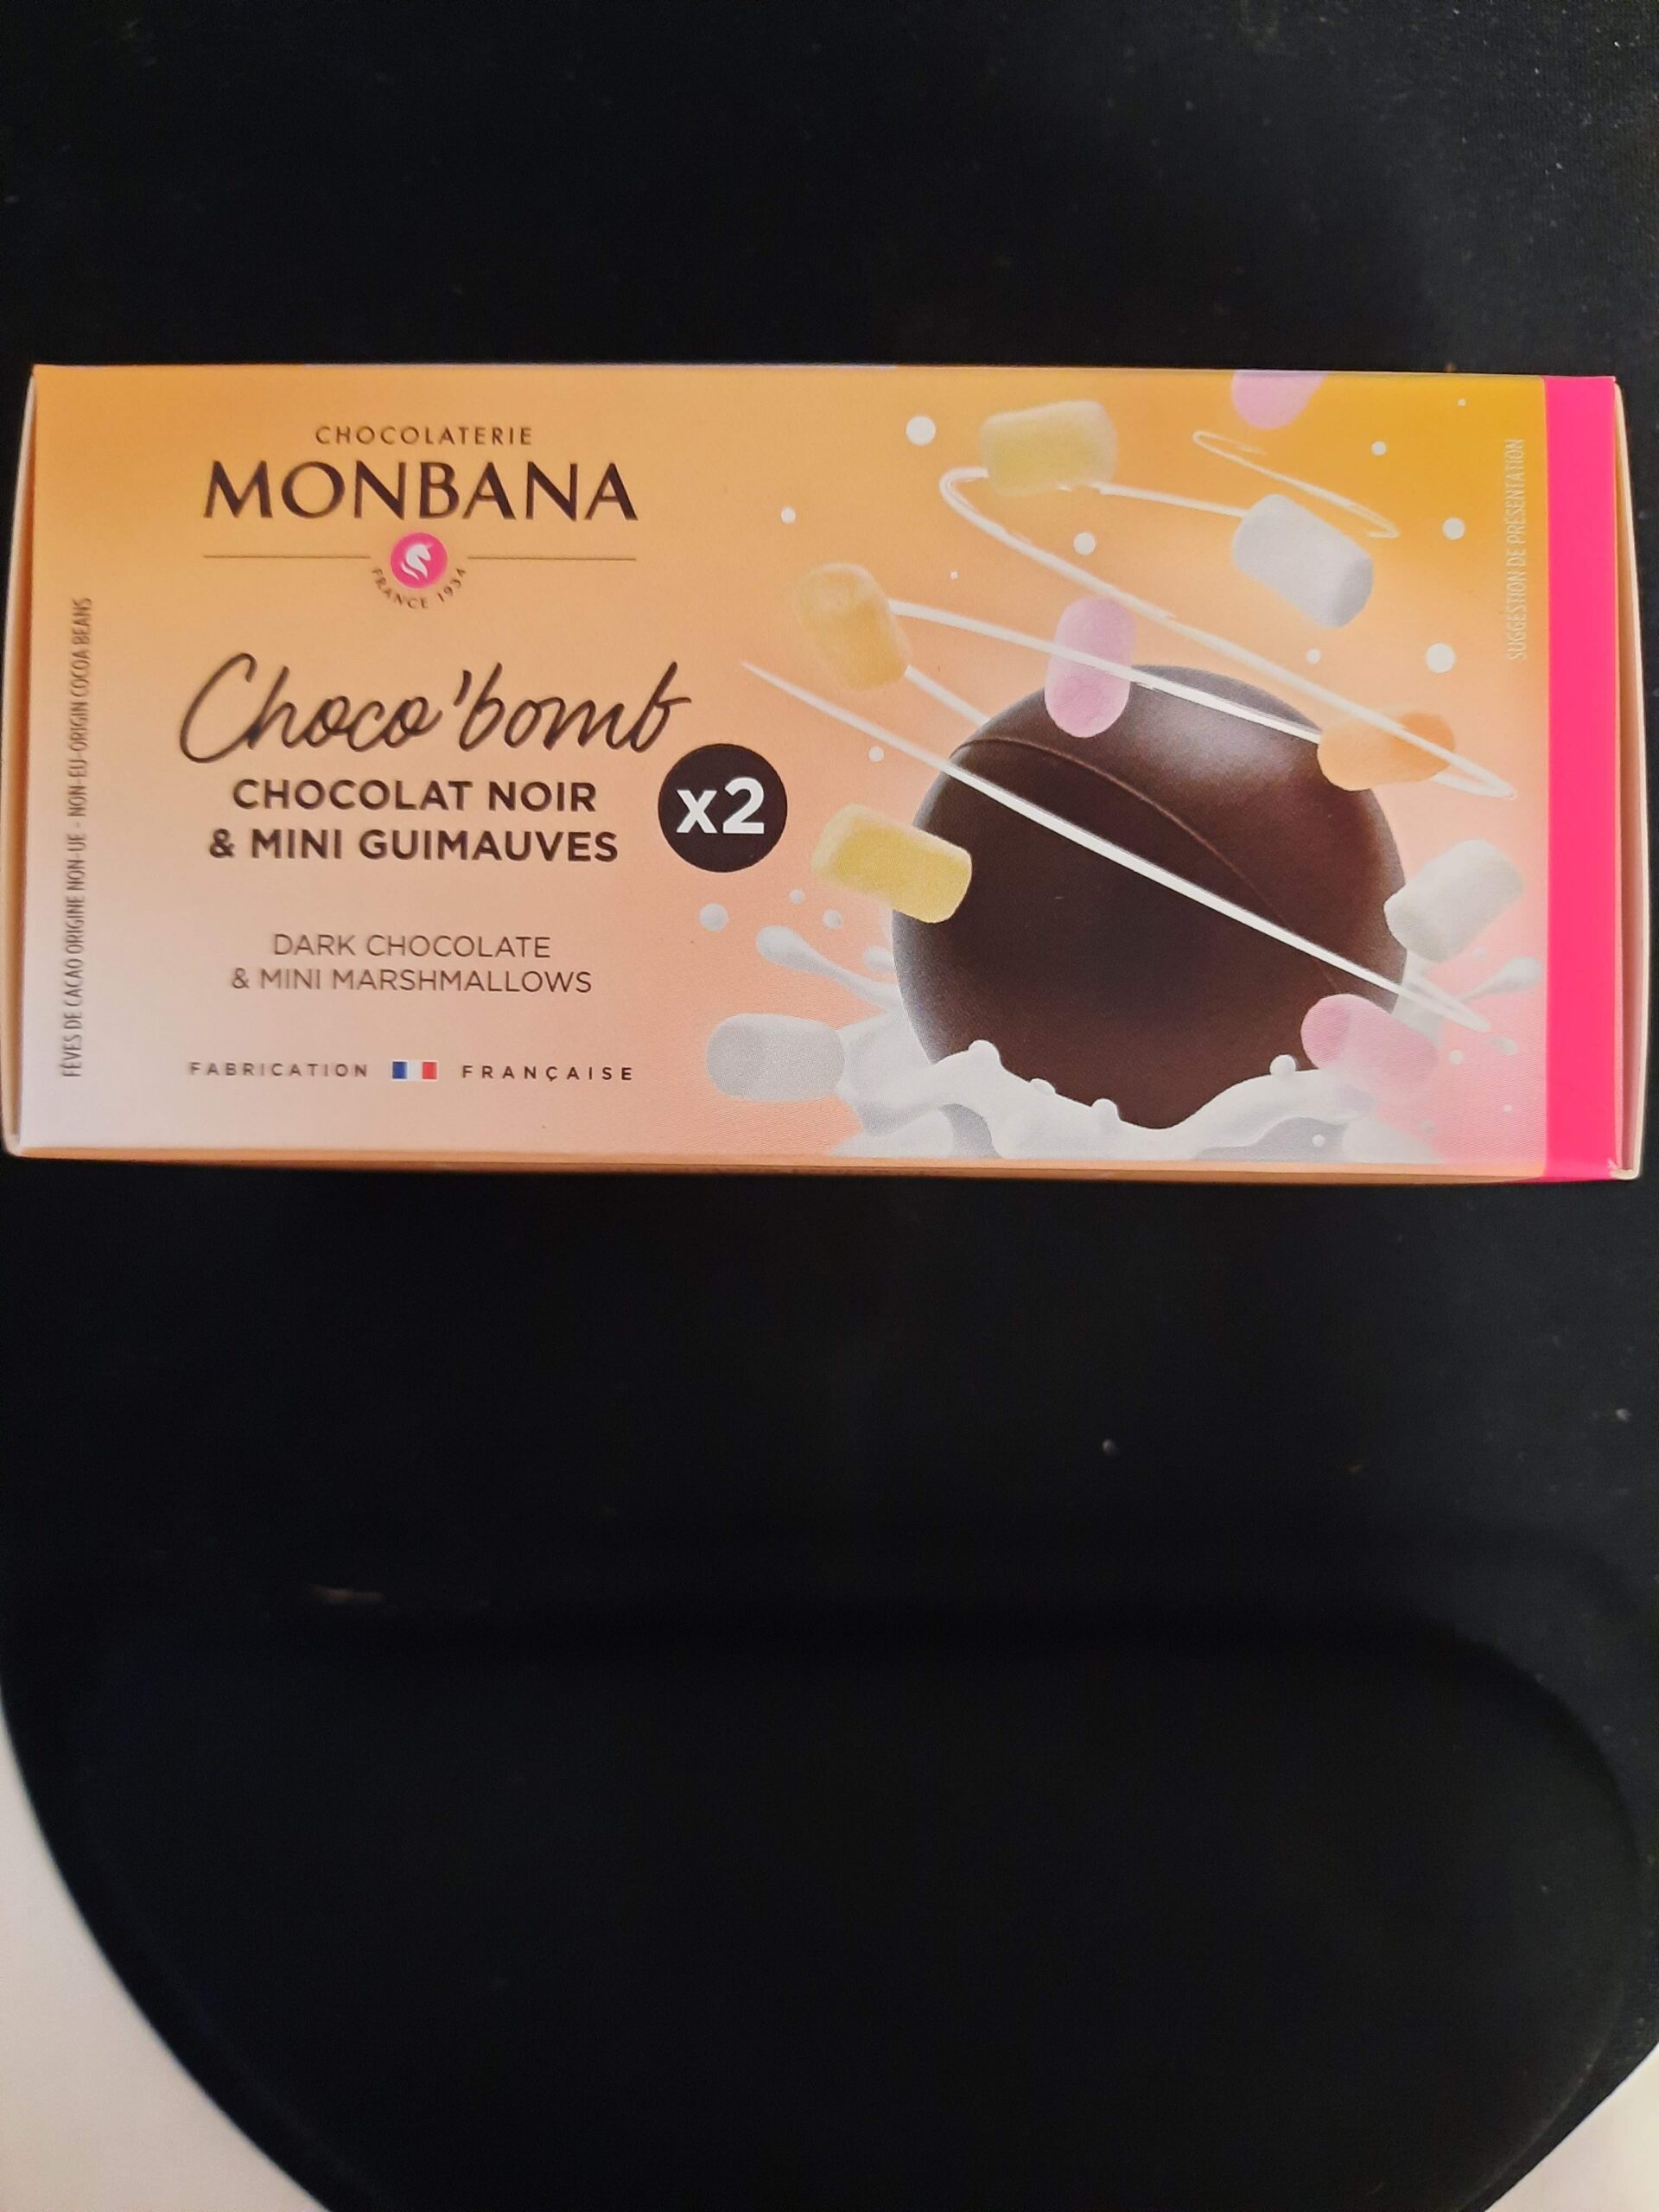 CHOCOLATERIE
MONBANA
FRANCE 1934
Choco'bomb
CHOCOLAT NOIR
& MINI GUIMAUVES
x2
DARK CHOCOLATE
& MINI MARSHMALLOWS
FABRICATION FRANÇAISE
FÈVES DE CACAO ORIGINE NON-UE - NON-EU-ORIGIN COCOA BEANS
SUGGESTION DE PRÉSENTATION